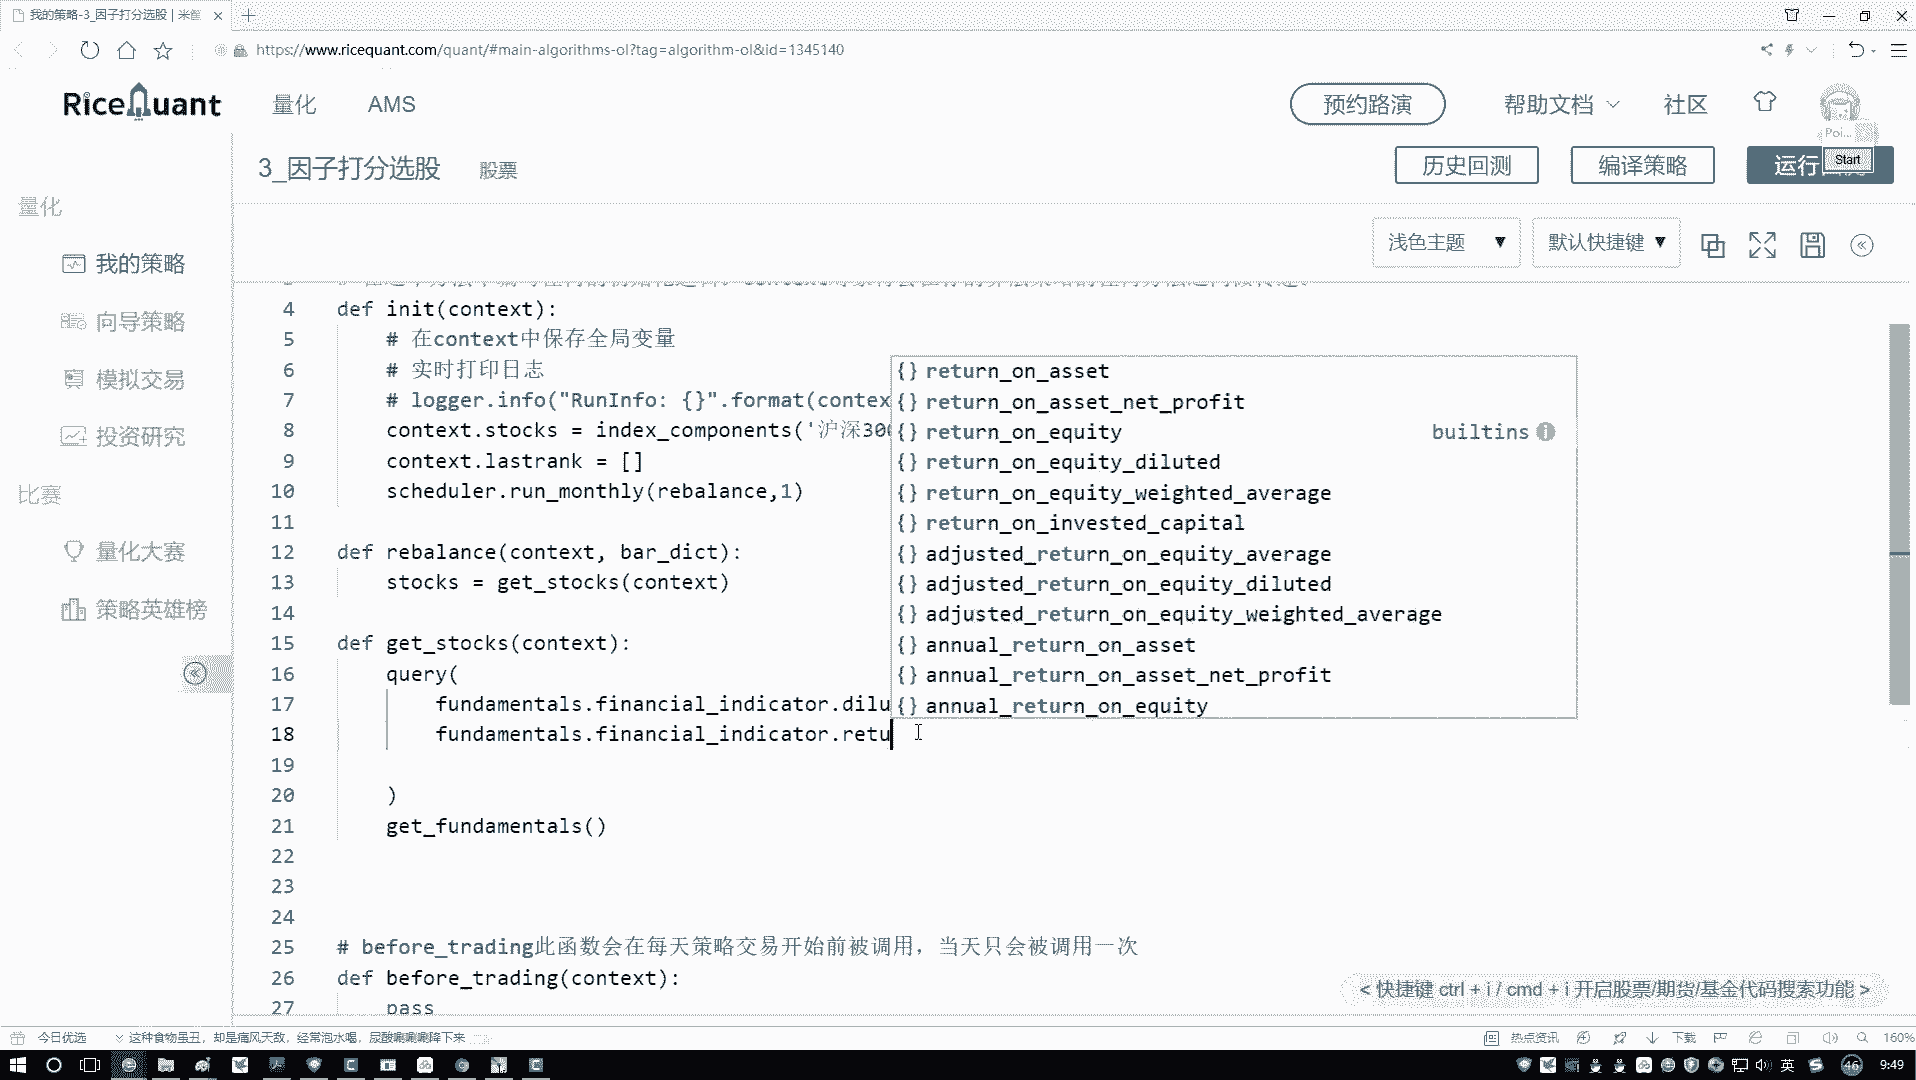 我的策略-3_因子打分选股 | 米筐
https://www.ricequant.com/quant/#main-algorithms-ol?tag=algorithm-ol&id=1345140
RiceQuant 量化 AMS 预约路演 帮助文档 社区
Poi...
3_因子打分选股 股票 历史回测 编译策略 运行 Start
量化
浅色主题 ▼ 默认快捷键 ▼
我的策略
向导策略
模拟交易
投资研究
比赛
量化大赛
策略英雄榜
4 def init(context):
5 # 在context中保存全局变量
6 # 实时打印日志
7 # logger.info("RunInfo: {}".format(contex
8 context.stocks = index_components('沪深30
9 context.lastrank = []
10 scheduler.run_monthly(rebalance,1)
11
12 def rebalance(context, bar_dict):
13 stocks = get_stocks(context)
14
15 def get_stocks(context):
16 query(
17 fundamentals.financial_indicator.dilu
18 fundamentals.financial_indicator.retu
19
20 )
21 get_fundamentals()
22
23
24
25 # before_trading此函数会在每天策略交易开始前被调用，当天只会被调用一次
26 def before_trading(context):
27 pass
{} return_on_asset
{} return_on_asset_net_profit
{} return_on_equity builtins
{} return_on_equity_diluted
{} return_on_equity_weighted_average
{} return_on_invested_capital
{} adjusted_return_on_equity_average
{} adjusted_return_on_equity_diluted
{} adjusted_return_on_equity_weighted_average
{} annual_return_on_asset
{} annual_return_on_asset_net_profit
{} annual_return_on_equity
< 快捷键 ctrl + i / cmd + i 开启股票/期货/基金代码搜索功能 >
今日优选 这种食物虽丑，却是痛风天敌，经常泡水喝，尿酸唰唰唰降下来 热点资讯 下载 160%
英 46 9:49